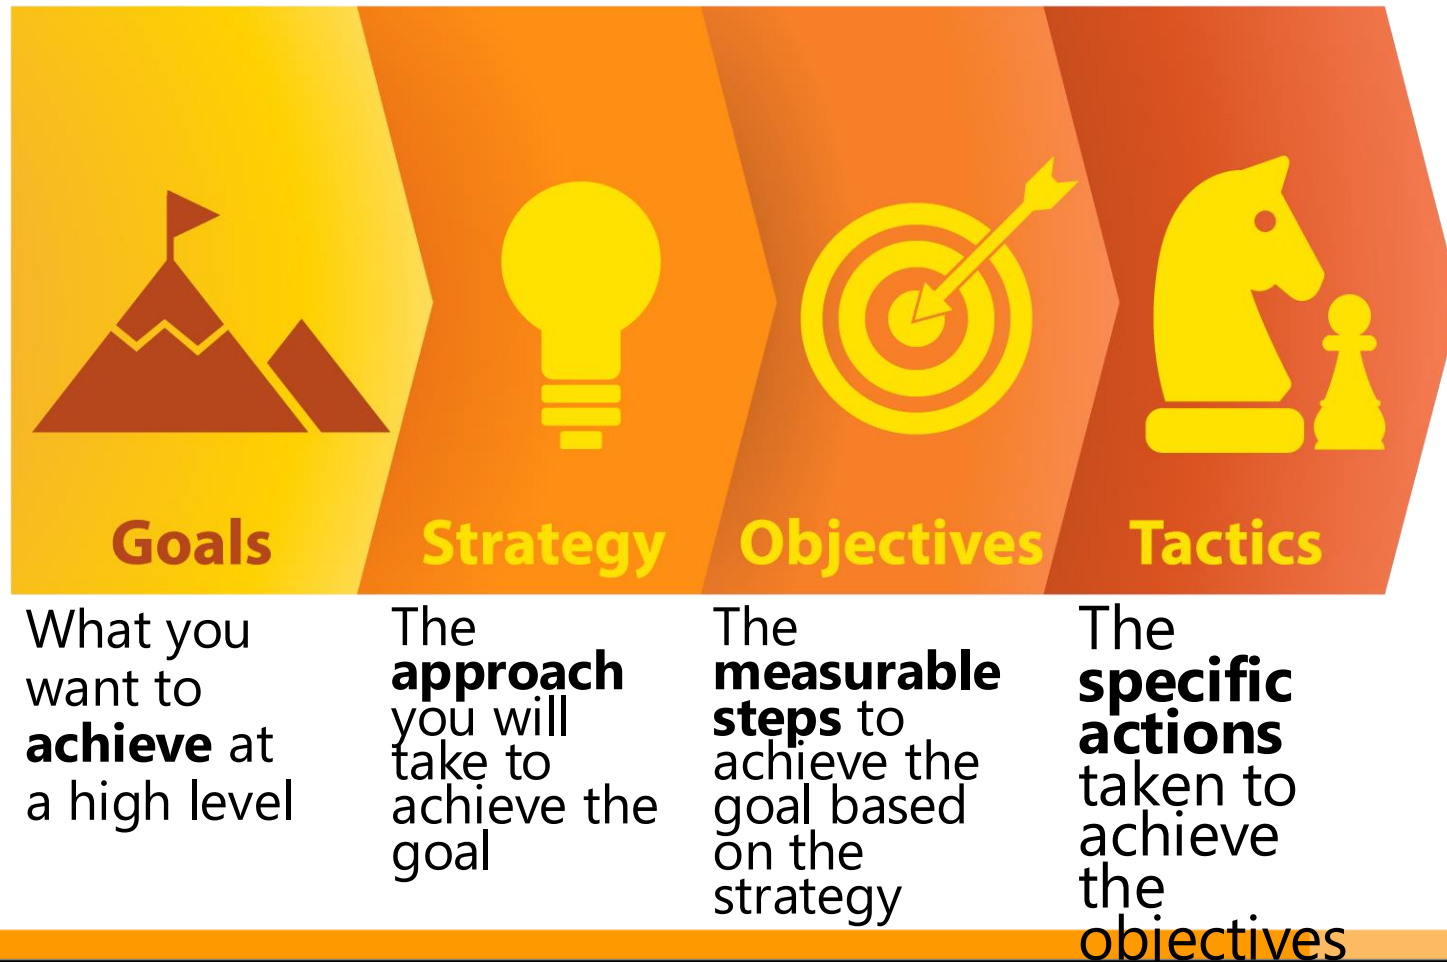 Goals
Strategy
Objectives
Tactics
What you
want to
achieve at
a high level
The
approach
you will
take to
achieve the
goal
The
measurable
steps to
achieve the
goal based
on the
strategy
The
specific
actions
taken to
achieve
the
objectives